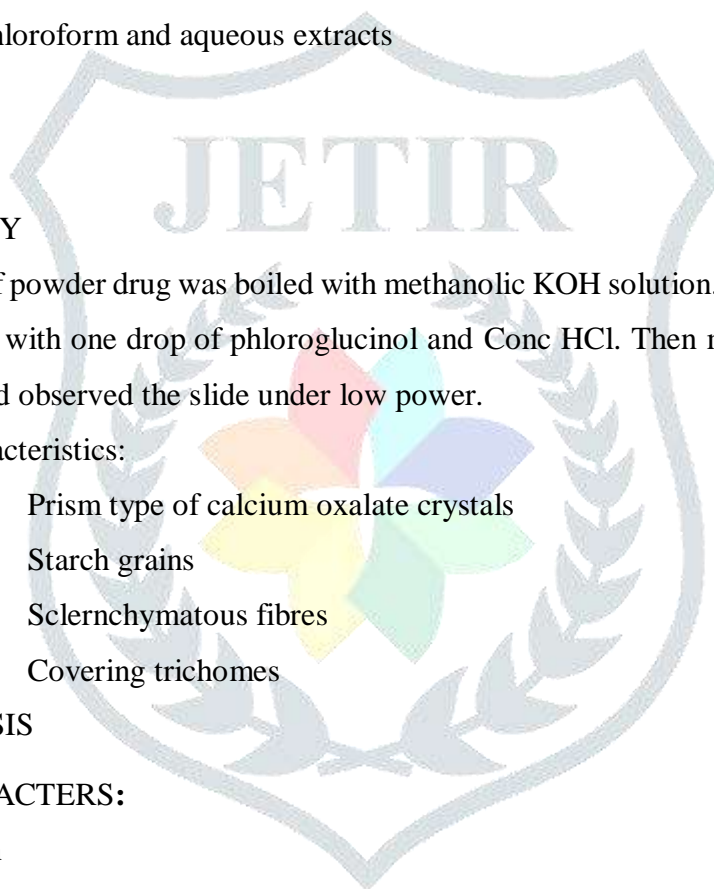 hloroform and aqueous extracts
JETIR
Y
f powder drug was boiled with methanolic KOH solution.
with one drop of phloroglucinol and Conc HCl. Then
d observed the slide under low power.
acteristics:
Prism type of calcium oxalate crystals
Starch grains
Sclernchymatous fibres
Covering trichomes
SIS
ACTERS: